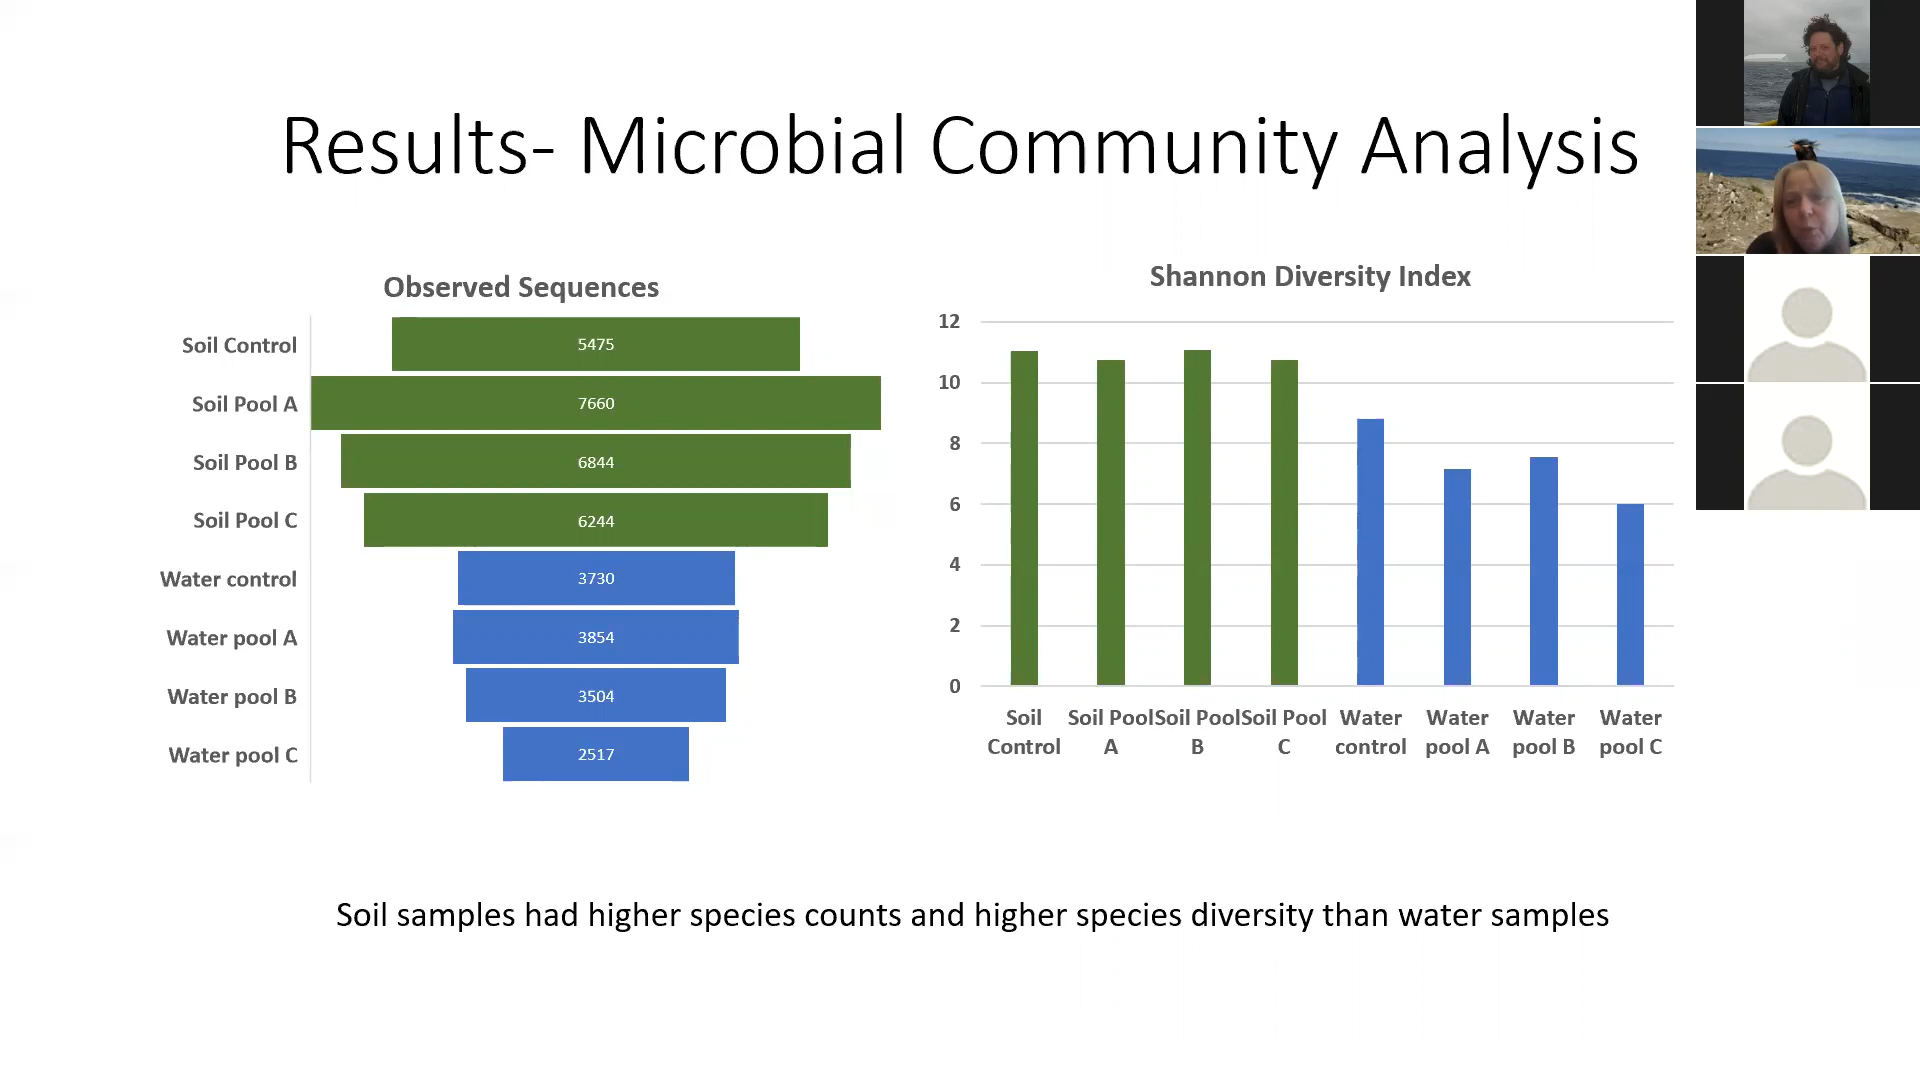 Results- Microbial Community Analysis
Observed Sequences
Soil Control 5475
Soil Pool A 7660
Soil Pool B 6844
Soil Pool C 6244
Water control 3730
Water pool A 3854
Water pool B 3504
Water pool C 2517
Shannon Diversity Index
12
10
8
6
4
2
0
Soil Control
Soil Pool A
Soil Pool B
Soil Pool C
Water control
Water pool A
Water pool B
Water pool C
Soil samples had higher species counts and higher species diversity than water samples